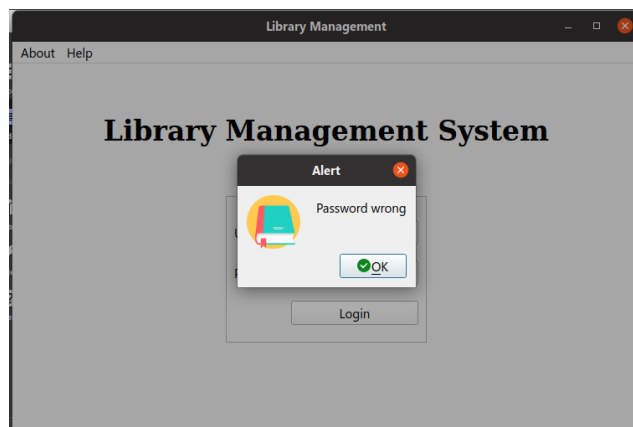 Library Management
About Help
Library Management System
Alert
Password wrong
OK
Login